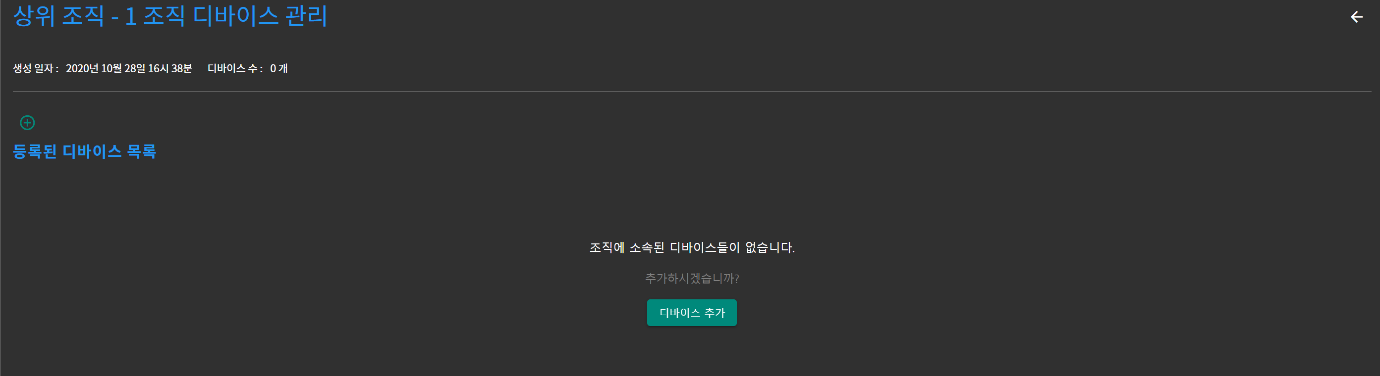 상위 조직 - 1 조직 디바이스 관리
생성 일자 : 2020년 10월 28일 16시 38분 디바이스 수 : 0 개
등록된 디바이스 목록
조직에 소속된 디바이스들이 없습니다.
추가하시겠습니까?
디바이스 추가